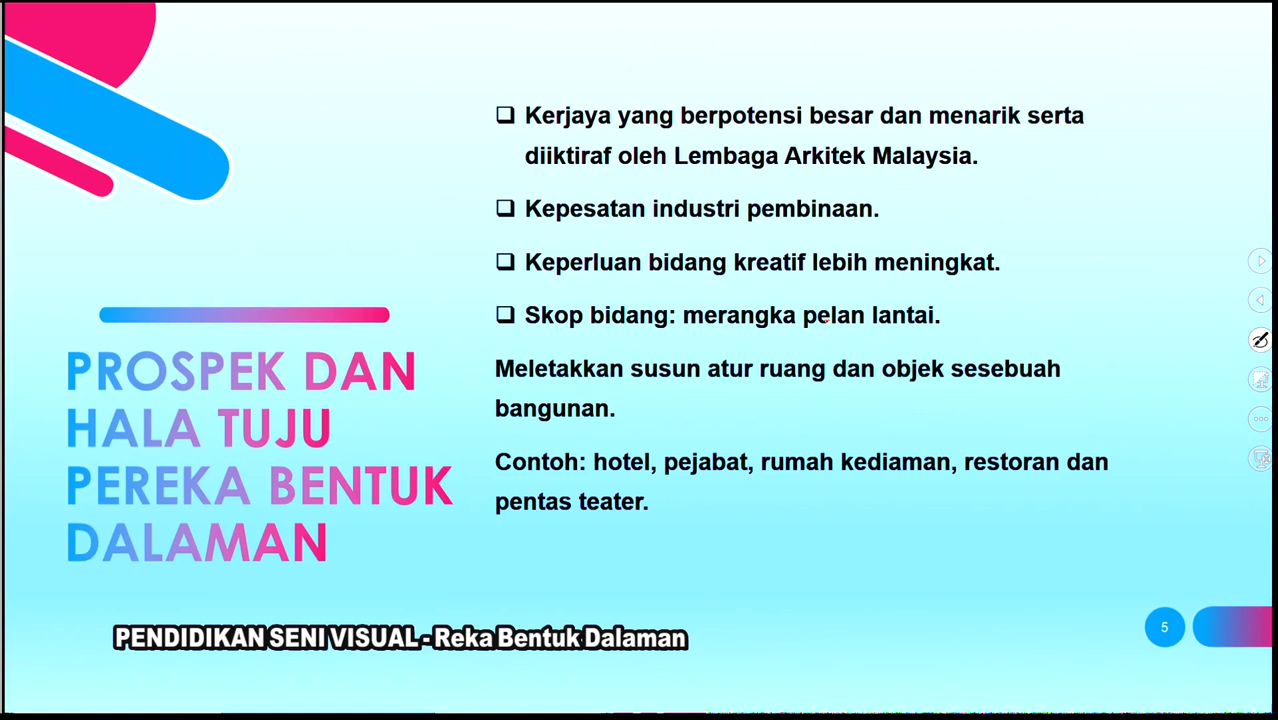 Kerjaya yang berpotensi besar dan menarik serta
diiktiraf oleh Lembaga Arkitek Malaysia.
Kepesatan industri pembinaan.
Keperluan bidang kreatif lebih meningkat.
Skop bidang: merangka pelan lantai.
Meletakkan susun atur ruang dan objek sesebuah
bangunan.
Contoh: hotel, pejabat, rumah kediaman, restoran dan
pentas teater.
PROSPEK DAN
HALA TUJU
PEREKA BENTUK
DALAMAN
PENDIDIKAN SENI VISUAL - Reka Bentuk Dalaman
5